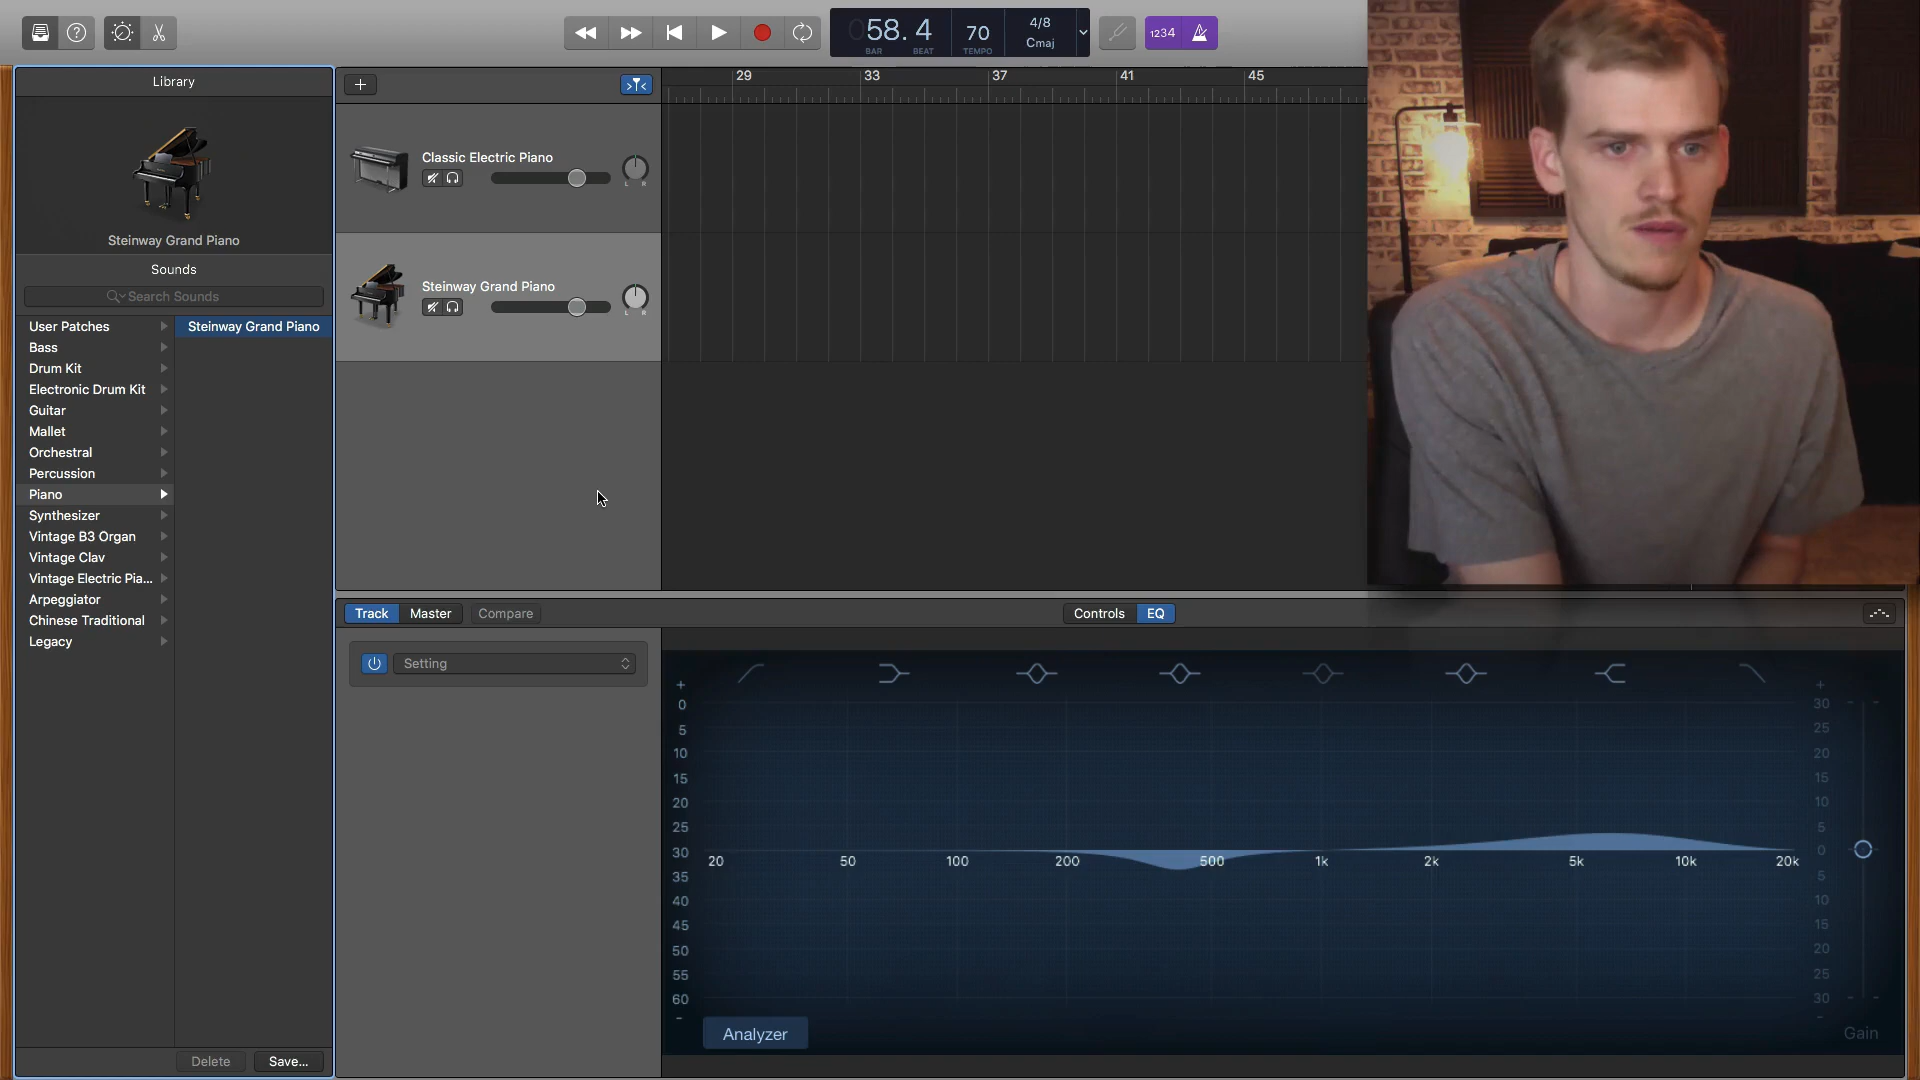 58. 4
BAR
BEAT
70
TEMPO
4/8
Cmaj
1234
Library
Steinway Grand Piano
Sounds
Search Sounds
User Patches
Bass
Drum Kit
Electronic Drum Kit
Guitar
Mallet
Orchestral
Percussion
Piano
Synthesizer
Vintage B3 Organ
Vintage Clav
Vintage Electric Pia...
Arpeggiator
Chinese Traditional
Legacy
Steinway Grand Piano
Delete
Save...
29 33 37 41 45
Classic Electric Piano
L R
Steinway Grand Piano
L R
Track
Master
Compare
Controls
EQ
Setting
+
0
5
10
15
20
25
30
35
40
45
50
55
60
-
20 50 100 200 500 1k 2k 5k 10k 20k
+
30
25
20
15
10
5
0
5
10
15
20
25
30
-
Analyzer
Gain